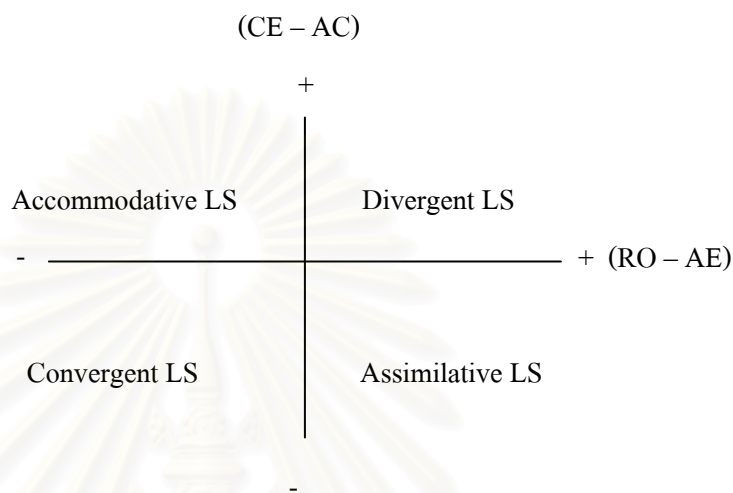 (CE – AC)
+
Accommodative LS Divergent LS
- + (RO – AE)
Convergent LS Assimilative LS
-